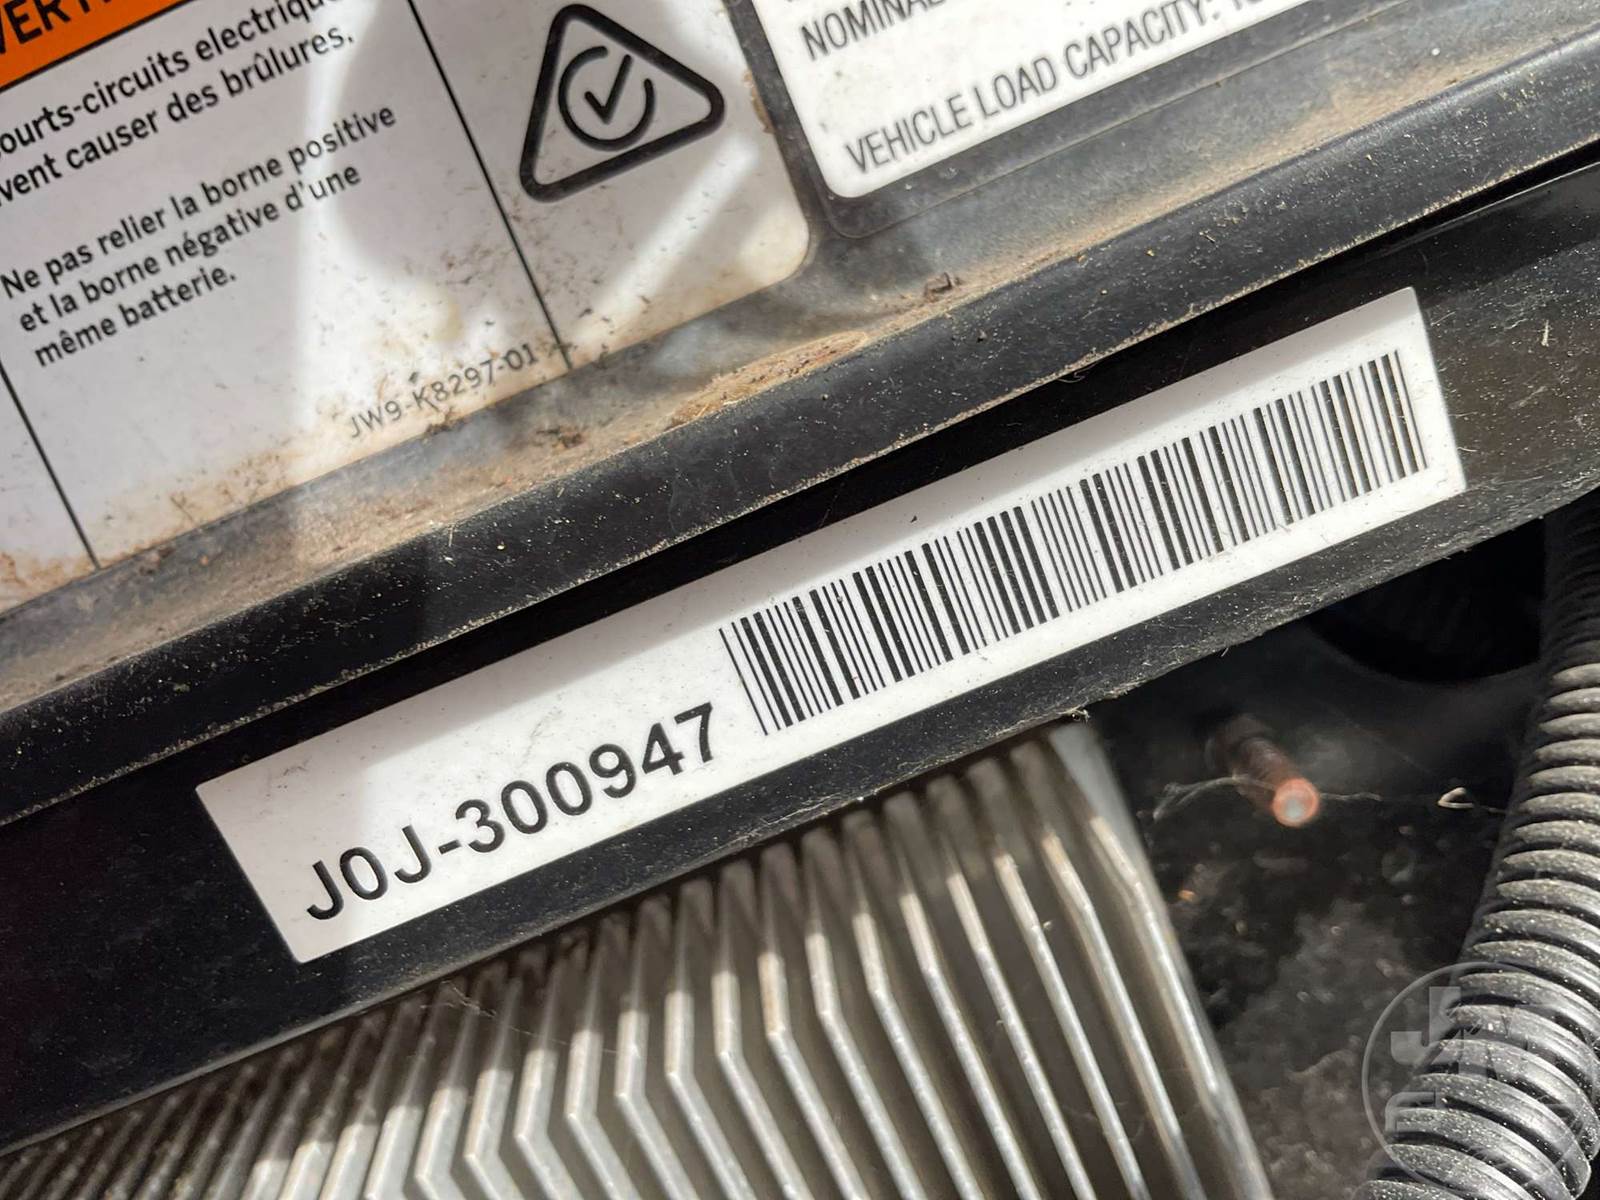 courts-circuits electriqu
vent causer des brûlures.
Ne pas relier la borne positive
et la borne négative d'une
même batterie.
JW9-K8297-01
NOMINAL
VEHICLE LOAD CAPACITY:
J0J-300947